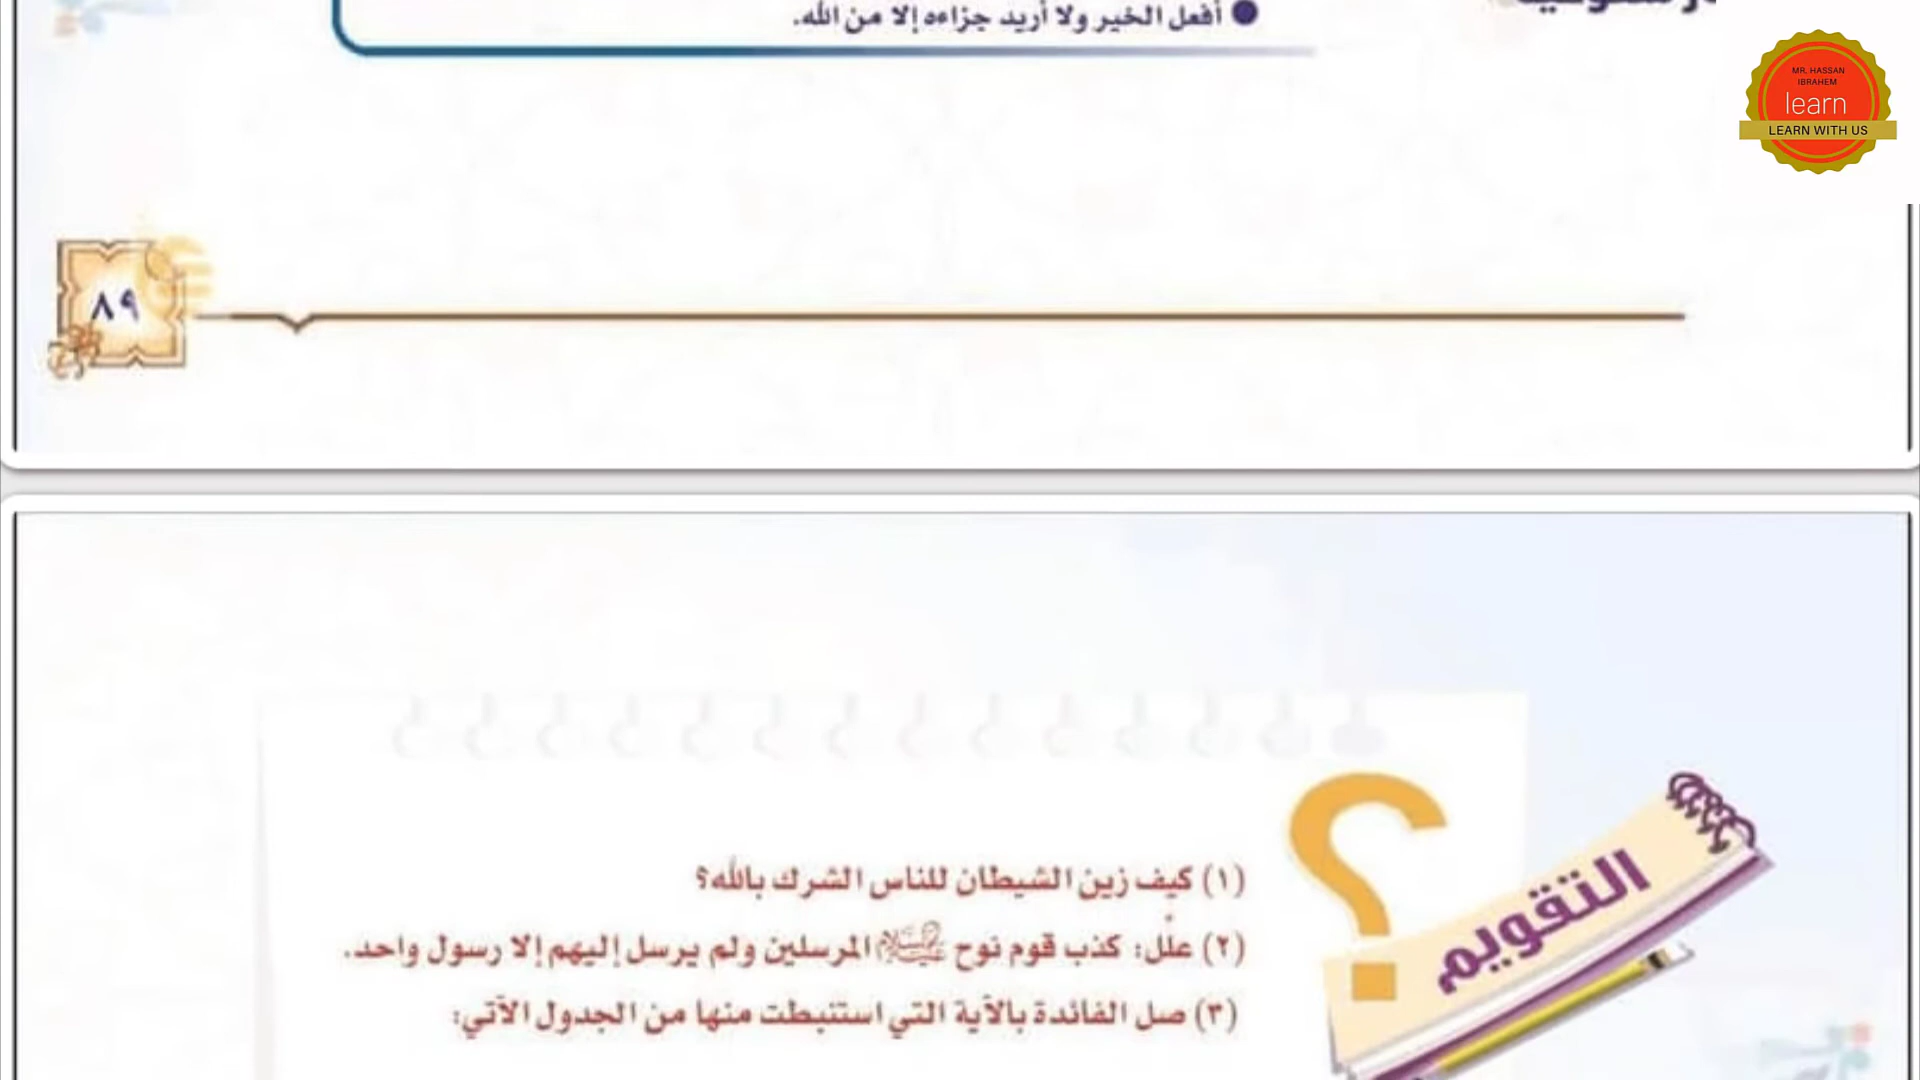 ● أفعل الخير ولا أريد جزاءه إلا من الله.
MR. HASSAN
IBRAHEM
learn
LEARN WITH US
٨٩
التقويم
(١) كيف زين الشيطان للناس الشرك بالله؟
(٢) علِّل: كذب قوم نوح عليه السلام المرسلين ولم يرسل إليهم إلا رسول واحد.
(٣) صل الفائدة بالآية التي استنبطت منها من الجدول الآتي: